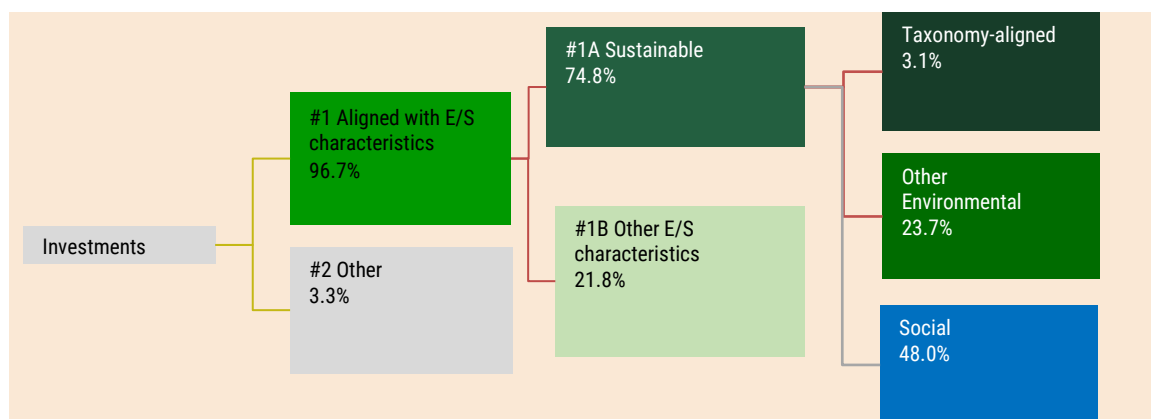 Investments
#1 Aligned with E/S
characteristics
96.7%
#2 Other
3.3%
#1A Sustainable
74.8%
#1B Other E/S
characteristics
21.8%
Taxonomy-aligned
3.1%
Other
Environmental
23.7%
Social
48.0%